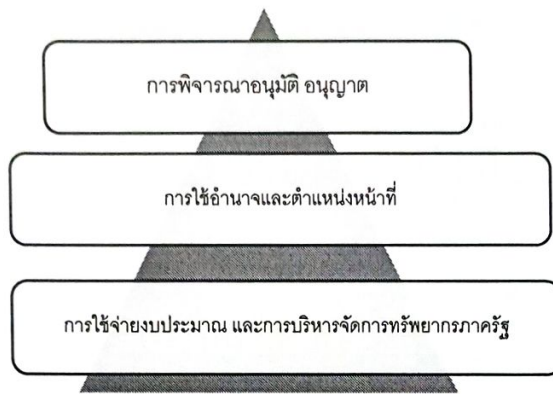 การพิจารณาอนุมัติ อนุญาต
การใช้อำนาจและตำแหน่งหน้าที่
การใช้จ่ายงบประมาณ และการบริหารจัดการทรัพยากรภาครัฐ